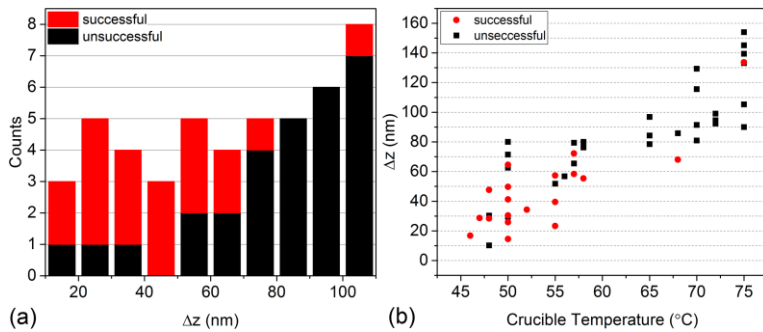 successful
unsuccessful
8
7
6
5
4
3
2
1
0
Counts
20 40 60 80 100
Δz (nm)
(a)
successful
unseccessful
160
140
120
100
80
60
40
20
0
Δz (nm)
45 50 55 60 65 70 75
Crucible Temperature (°C)
(b)